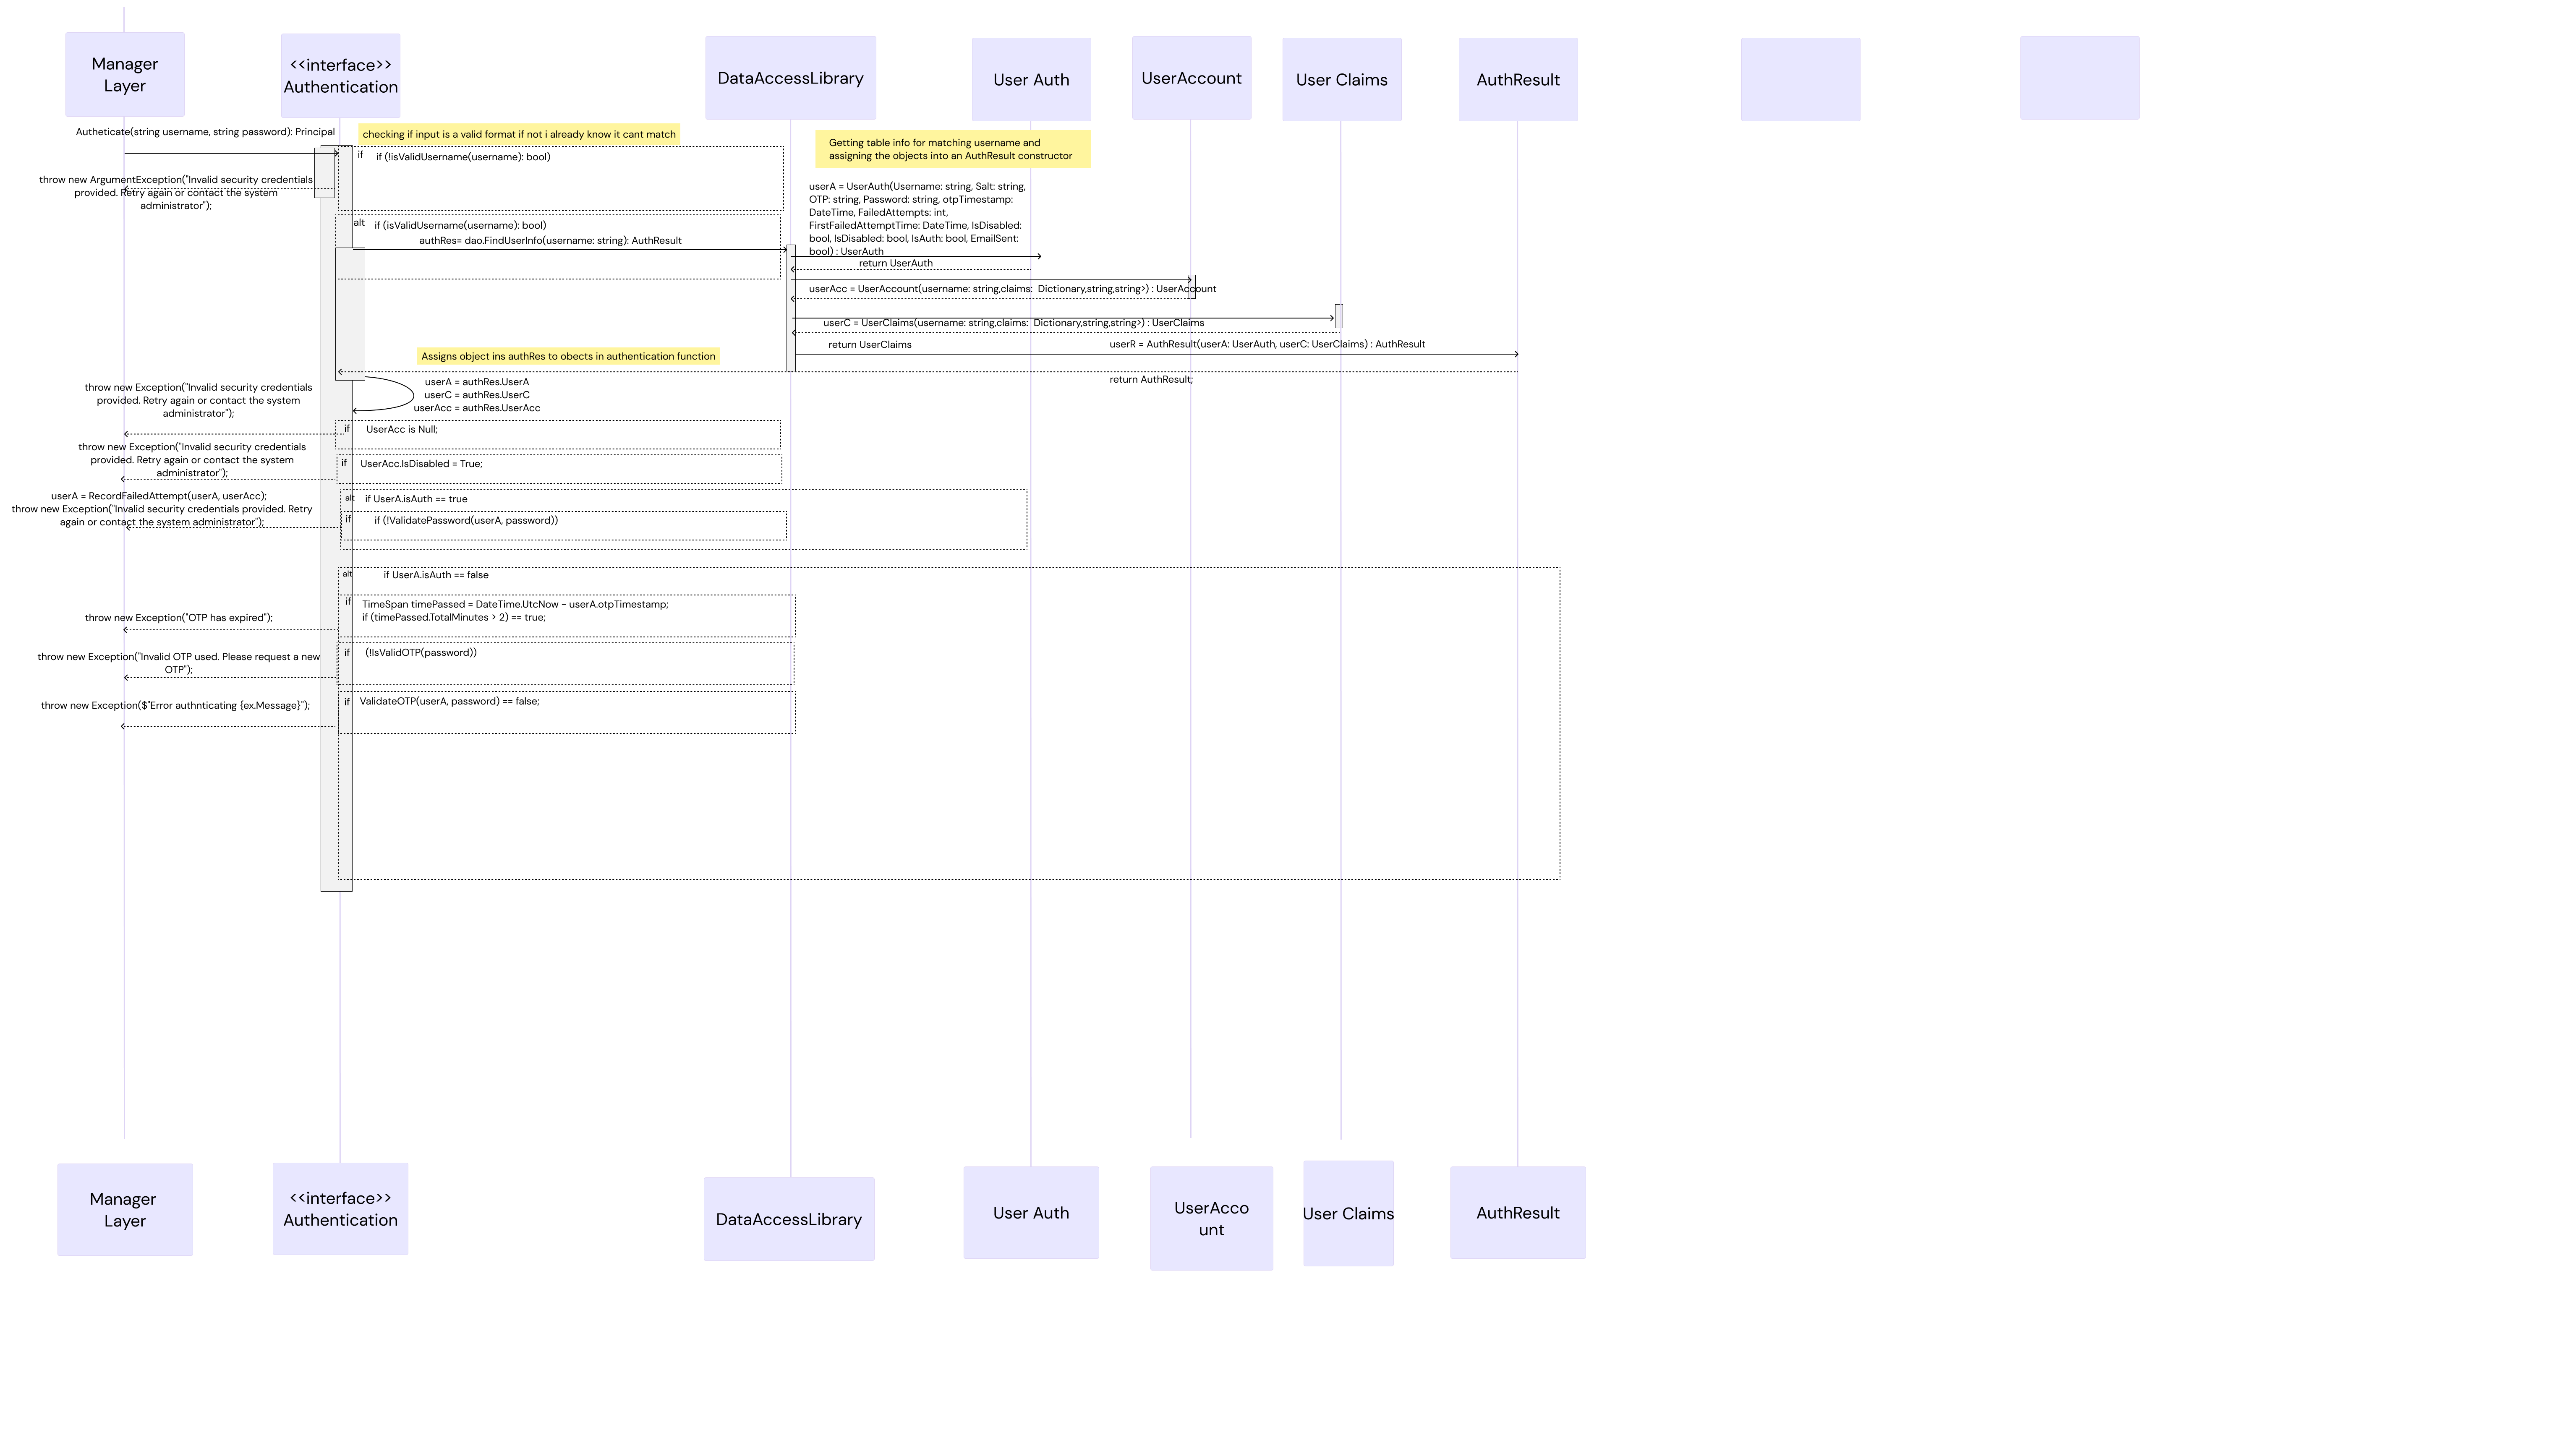 Manager
Layer
<<interface>>
Authentication
DataAccessLibrary
User Auth
UserAccount
User Claims
AuthResult
Autheticate(string username, string password): Principal
checking if input is a valid format if not i already know it cant match
if
if (!isValidUsername(username): bool)
Getting table info for matching username and
assigning the objects into an AuthResult constructor
throw new ArgumentException("Invalid security credentials
provided. Retry again or contact the system
administrator");
userA = UserAuth(Username: string, Salt: string,
OTP: string, Password: string, otpTimestamp:
DateTime, FailedAttempts: int,
FirstFailedAttemptTime: DateTime, IsDisabled:
bool, IsDisabled: bool, IsAuth: bool, EmailSent:
bool) : UserAuth
alt
if (isValidUsername(username): bool)
authRes= dao.FindUserInfo(username: string): AuthResult
return UserAuth
userAcc = UserAccount(username: string,claims:  Dictionary,string,string>) : UserAccount
userC = UserClaims(username: string,claims:  Dictionary,string,string>) : UserClaims
return UserClaims
userR = AuthResult(userA: UserAuth, userC: UserClaims) : AuthResult
Assigns object ins authRes to obects in authentication function
return AuthResult;
userA = authRes.UserA
userC = authRes.UserC
userAcc = authRes.UserAcc
throw new Exception("Invalid security credentials
provided. Retry again or contact the system
administrator");
if
UserAcc is Null;
throw new Exception("Invalid security credentials
provided. Retry again or contact the system
administrator");
if
UserAcc.IsDisabled = True;
userA = RecordFailedAttempt(userA, userAcc);
throw new Exception("Invalid security credentials provided. Retry
again or contact the system administrator");
alt
if UserA.isAuth == true
if
if (!ValidatePassword(userA, password))
alt
if UserA.isAuth == false
if
TimeSpan timePassed = DateTime.UtcNow - userA.otpTimestamp;
if (timePassed.TotalMinutes > 2) == true;
throw new Exception("OTP has expired");
if
(!IsValidOTP(password))
throw new Exception("Invalid OTP used. Please request a new
OTP");
if
ValidateOTP(userA, password) == false;
throw new Exception($"Error authnticating {ex.Message}");
Manager
Layer
<<interface>>
Authentication
DataAccessLibrary
User Auth
UserAcco
unt
User Claims
AuthResult